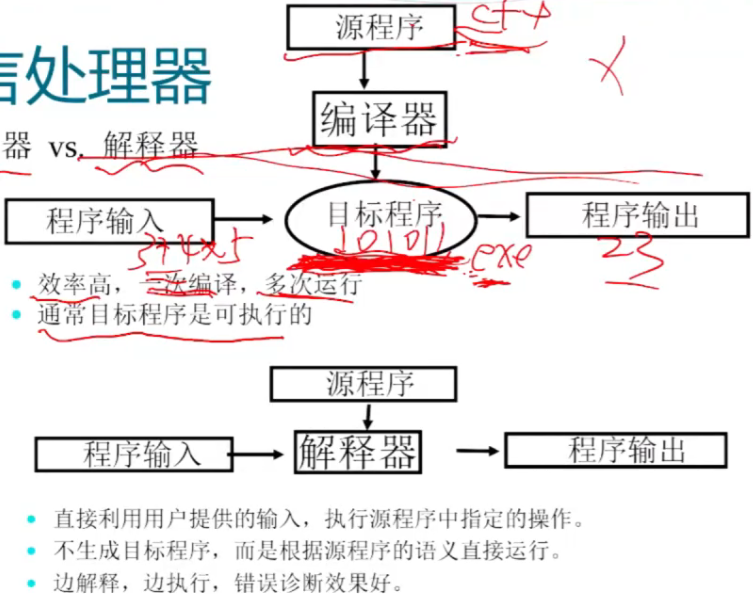 源程序 c++
言处理器
编译器
器 vs. 解释器
程序输入
目标程序
程序输出
3+4×5
101011
exe
23
效率高，一次编译，多次运行
通常目标程序是可执行的
源程序
程序输入
解释器
程序输出
直接利用用户提供的输入，执行源程序中指定的操作。
不生成目标程序，而是根据源程序的语义直接运行。
边解释，边执行，错误诊断效果好。